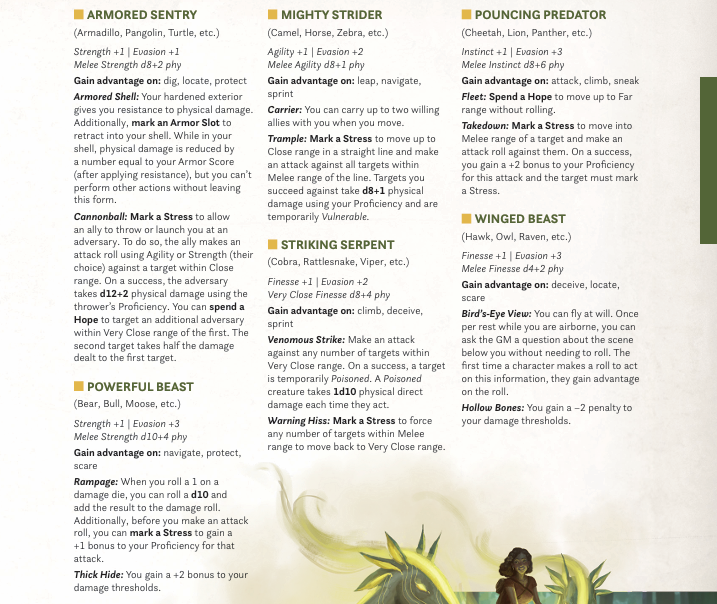 ARMORED SENTRY
(Armadillo, Pangolin, Turtle, etc.)
Strength +1 | Evasion +1
Melee Strength d8+2 phy
Gain advantage on: dig, locate, protect
Armored Shell: Your hardened exterior
gives you resistance to physical damage.
Additionally, mark an Armor Slot to
retract into your shell. While in your
shell, physical damage is reduced by
a number equal to your Armor Score
(after applying resistance), but you can't
perform other actions without leaving
this form.
Cannonball: Mark a Stress to allow
an ally to throw or launch you at an
adversary. To do so, the ally makes an
attack roll using Agility or Strength (their
choice) against a target within Close
range. On a success, the adversary
takes d12+2 physical damage using the
thrower's Proficiency. You can spend a
Hope to target an additional adversary
within Very Close range of the first. The
second target takes half the damage
dealt to the first target.
POWERFUL BEAST
(Bear, Bull, Moose, etc.)
Strength +1 | Evasion +3
Melee Strength d10+4 phy
Gain advantage on: navigate, protect,
scare
Rampage: When you roll a 1 on a
damage die, you can roll a d10 and
add the result to the damage roll.
Additionally, before you make an attack
roll, you can mark a Stress to gain a
+1 bonus to your Proficiency for that
attack.
Thick Hide: You gain a +2 bonus to your
damage thresholds.
MIGHTY STRIDER
(Camel, Horse, Zebra, etc.)
Agility +1 | Evasion +2
Melee Agility d8+1 phy
Gain advantage on: leap, navigate,
sprint
Carrier: You can carry up to two willing
allies with you when you move.
Trample: Mark a Stress to move up to
Close range in a straight line and make
an attack against all targets within
Melee range of the line. Targets you
succeed against take d8+1 physical
damage using your Proficiency and are
temporarily Vulnerable.
STRIKING SERPENT
(Cobra, Rattlesnake, Viper, etc.)
Finesse +1 | Evasion +2
Very Close Finesse d8+4 phy
Gain advantage on: climb, deceive,
sprint
Venomous Strike: Make an attack
against any number of targets within
Very Close range. On a success, a target
is temporarily Poisoned. A Poisoned
creature takes 1d10 physical direct
damage each time they act.
Warning Hiss: Mark a Stress to force
any number of targets within Melee
range to move back to Very Close range.
POUNCING PREDATOR
(Cheetah, Lion, Panther, etc.)
Instinct +1 | Evasion +3
Melee Instinct d8+6 phy
Gain advantage on: attack, climb, sneak
Fleet: Spend a Hope to move up to Far
range without rolling.
Takedown: Mark a Stress to move into
Melee range of a target and make an
attack roll against them. On a success,
you gain a +2 bonus to your Proficiency
for this attack and the target must mark
a Stress.
WINGED BEAST
(Hawk, Owl, Raven, etc.)
Finesse +1 | Evasion +3
Melee Finesse d4+2 phy
Gain advantage on: deceive, locate,
scare
Bird's-Eye View: You can fly at will. Once
per rest while you are airborne, you can
ask the GM a question about the scene
below you without needing to roll. The
first time a character makes a roll to act
on this information, they gain advantage
on the roll.
Hollow Bones: You gain a −2 penalty to
your damage thresholds.